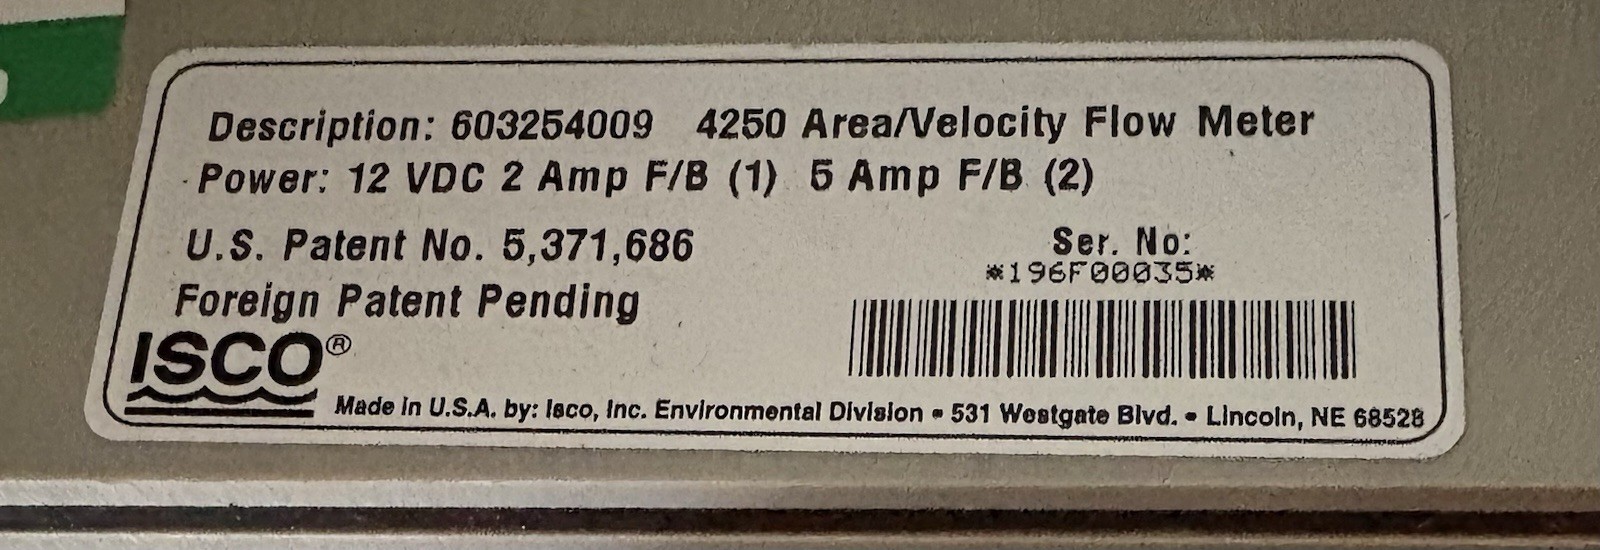 Description: 603254009 4250 Area/Velocity Flow Meter
Power: 12 VDC 2 Amp F/B (1) 5 Amp F/B (2)
U.S. Patent No. 5,371,686
Foreign Patent Pending
Ser. No:
*196F00035*
ISCO®
Made in U.S.A. by: Isco, Inc. Environmental Division • 531 Westgate Blvd. • Lincoln, NE 68528